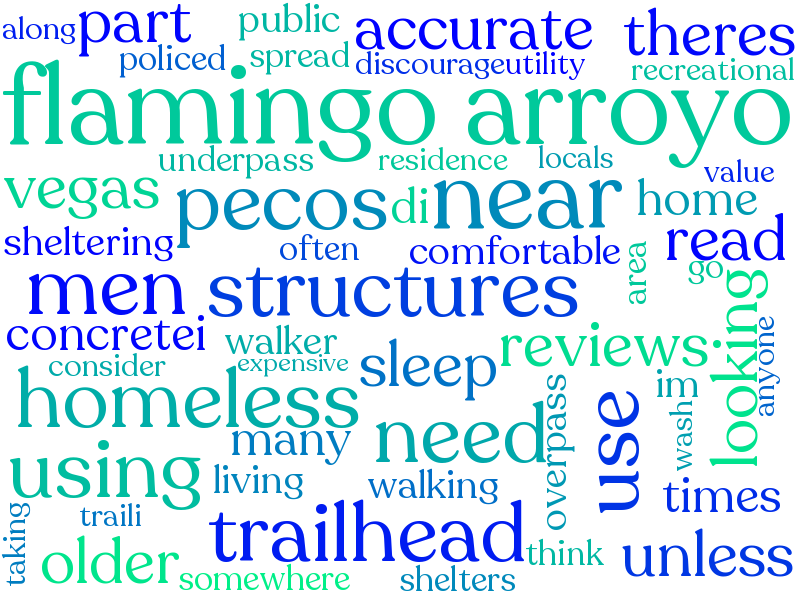 along part public accurate theres
policed spread discourage utility recreational
flamingo arroyo
underpass residence locals value
vegas pecos di near home
sheltering often comfortable read
men structures area go
concretei walker reviews. looking
consider expensive sleep im anyone
homeless need overpass use wash
using many living walking times
taking traili trailhead think unless
older somewhere shelters